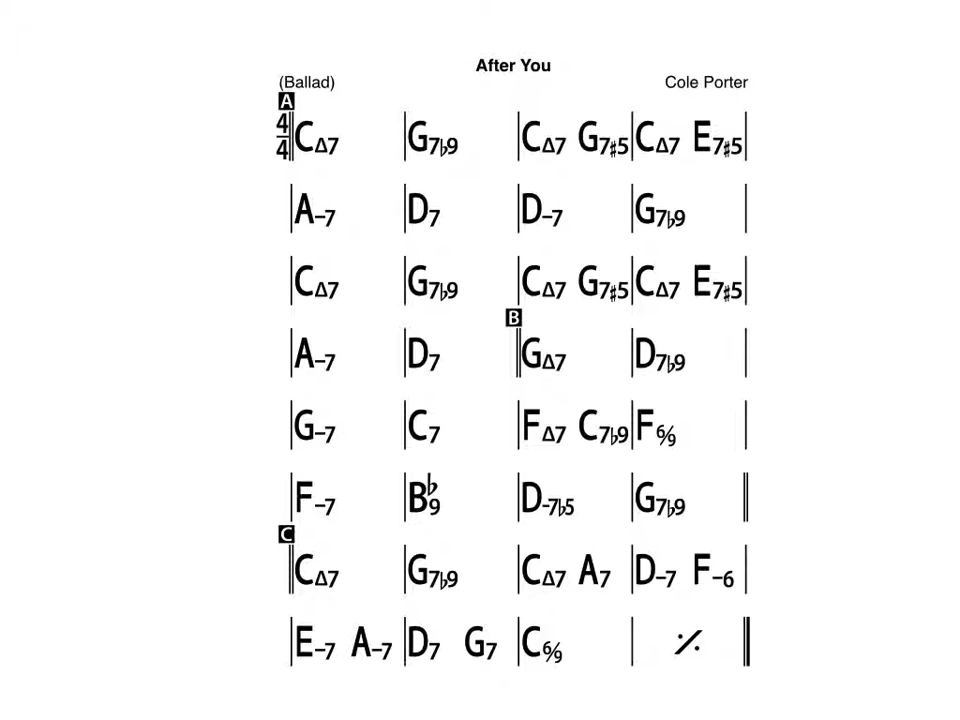 After You
(Ballad) Cole Porter
A
4/4 CΔ7 G7♭9 CΔ7 G7♯5 CΔ7 E7♯5
A–7 D7 D–7 G7♭9
CΔ7 G7♭9 CΔ7 G7♯5 CΔ7 E7♯5
B
A–7 D7 GΔ7 D7♭9
G–7 C7 FΔ7 C7♭9 F6/9
F–7 B♭9 D–7♭5 G7♭9
C
CΔ7 G7♭9 CΔ7 A7 D–7 F–6
E–7 A–7 D7 G7 C6/9 𝄎